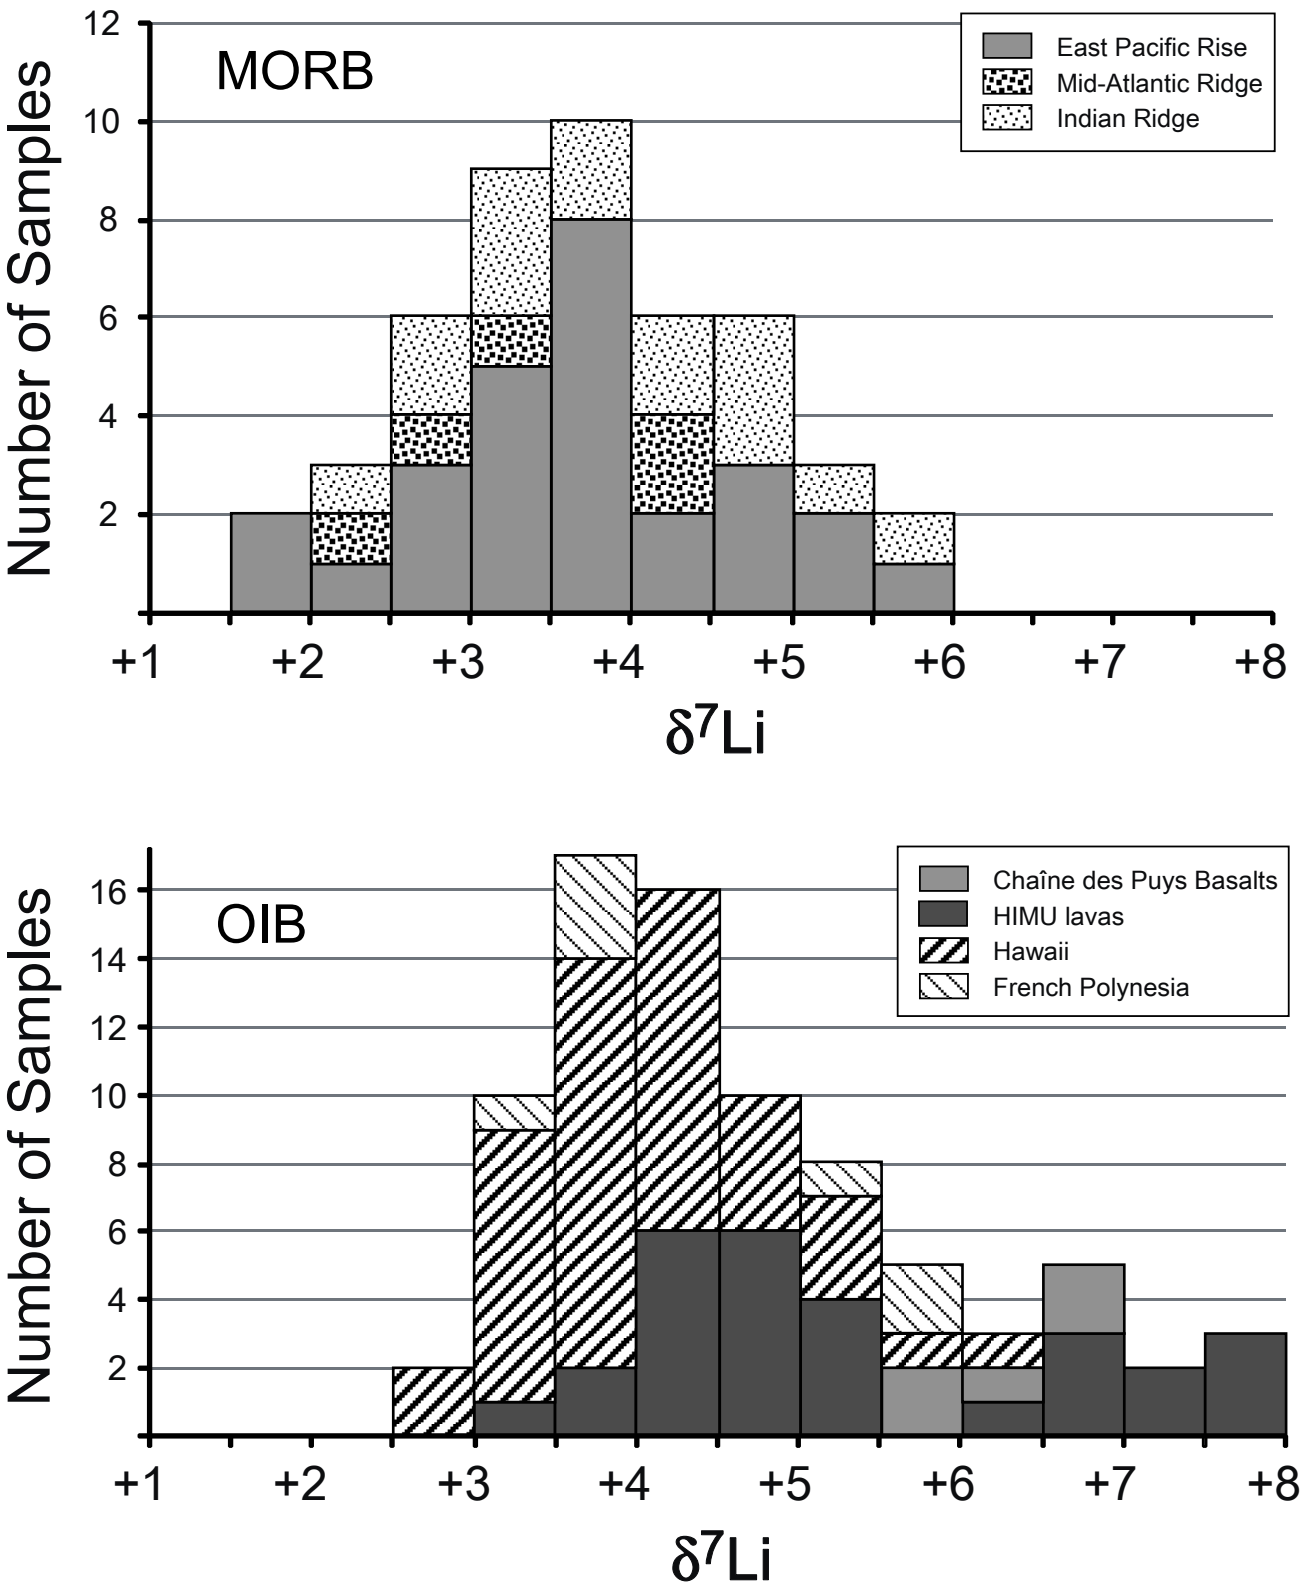 12
MORB
East Pacific Rise
Mid-Atlantic Ridge
Indian Ridge
10
8
6
4
2
Number of Samples
+1 +2 +3 +4 +5 +6 +7 +8
δ⁷Li
OIB
Chaîne des Puys Basalts
HIMU lavas
Hawaii
French Polynesia
16
14
12
10
8
6
4
2
Number of Samples
+1 +2 +3 +4 +5 +6 +7 +8
δ⁷Li